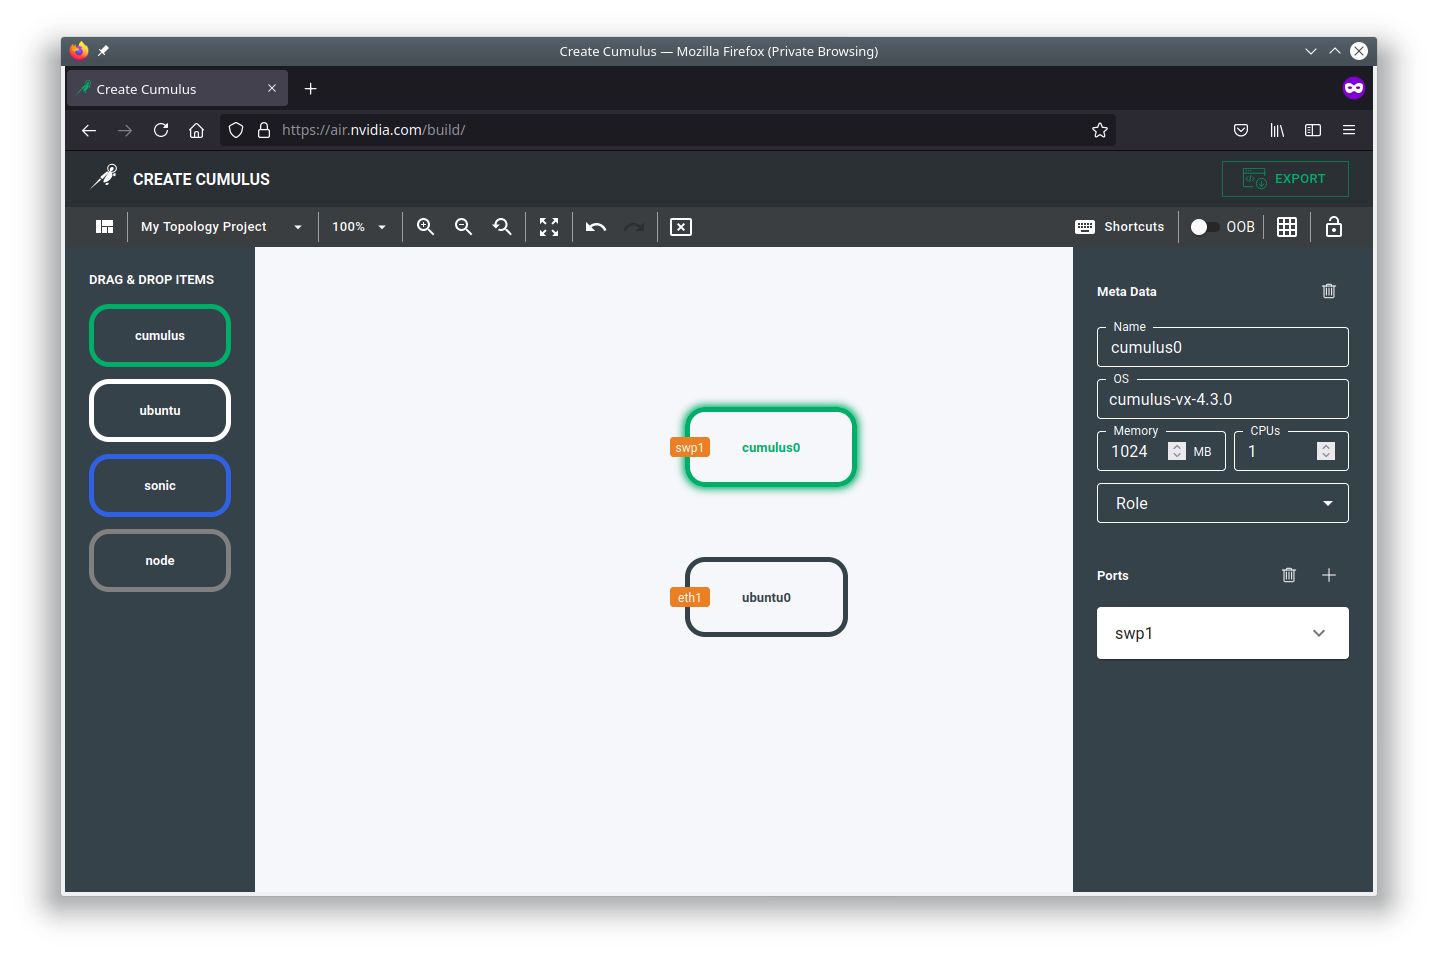 Create Cumulus — Mozilla Firefox (Private Browsing)
Create Cumulus
https://air.nvidia.com/build/
CREATE CUMULUS
EXPORT
My Topology Project
100%
Shortcuts
OOB
DRAG & DROP ITEMS
cumulus
ubuntu
sonic
node
swp1
cumulus0
eth1
ubuntu0
Meta Data
Name
cumulus0
OS
cumulus-vx-4.3.0
Memory
1024
MB
CPUs
1
Role
Ports
swp1